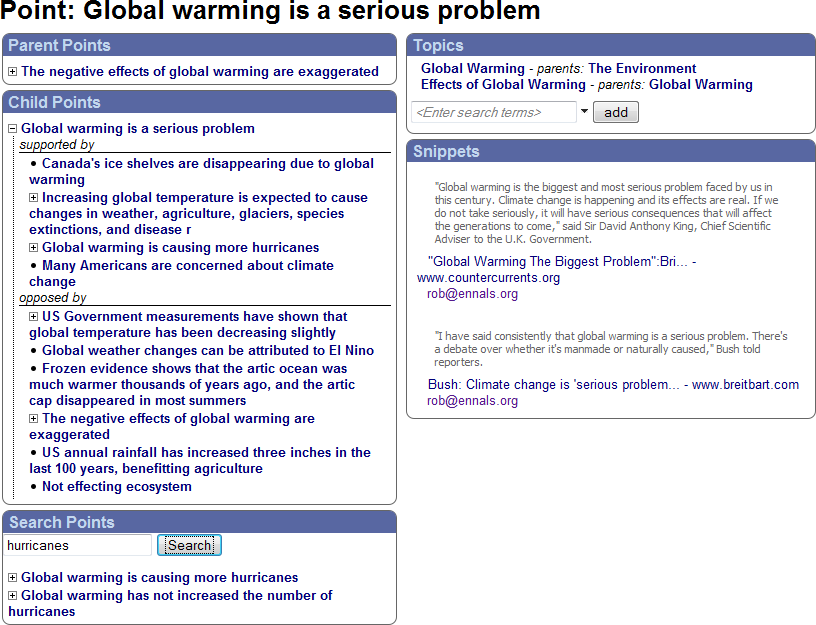 Point: Global warming is a serious problem
Parent Points
The negative effects of global warming are exaggerated
Child Points
Global warming is a serious problem
supported by
• Canada's ice shelves are disappearing due to global
warming
Increasing global temperature is expected to cause
changes in weather, agriculture, glaciers, species
extinctions, and disease r
Global warming is causing more hurricanes
• Many Americans are concerned about climate
change
opposed by
US Government measurements have shown that
global temperature has been decreasing slightly
• Global weather changes can be attributed to El Nino
• Frozen evidence shows that the artic ocean was
much warmer thousands of years ago, and the artic
cap disappeared in most summers
The negative effects of global warming are
exaggerated
• US annual rainfall has increased three inches in the
last 100 years, benefitting agriculture
• Not effecting ecosystem
Search Points
hurricanes Search
Global warming is causing more hurricanes
Global warming has not increased the number of
hurricanes
Topics
Global Warming - parents: The Environment
Effects of Global Warming - parents: Global Warming
<Enter search terms> add
Snippets
"Global warming is the biggest and most serious problem faced by us in
this century. Climate change is happening and its effects are real. If we
do not take seriously, it will have serious consequences that will affect
the generations to come," said Sir David Anthony King, Chief Scientific
Adviser to the U.K. Government.
"Global Warming The Biggest Problem":Bri... -
www.countercurrents.org
rob@ennals.org
"I have said consistently that global warming is a serious problem. There's
a debate over whether it's manmade or naturally caused," Bush told
reporters.
Bush: Climate change is 'serious problem... - www.breitbart.com
rob@ennals.org